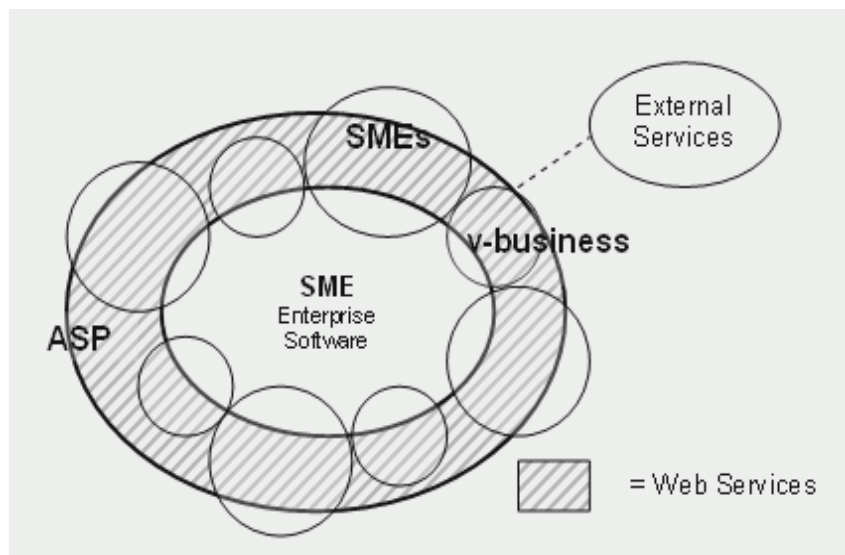 External
Services
SMEs
v-business
SME
Enterprise
Software
ASP
= Web Services